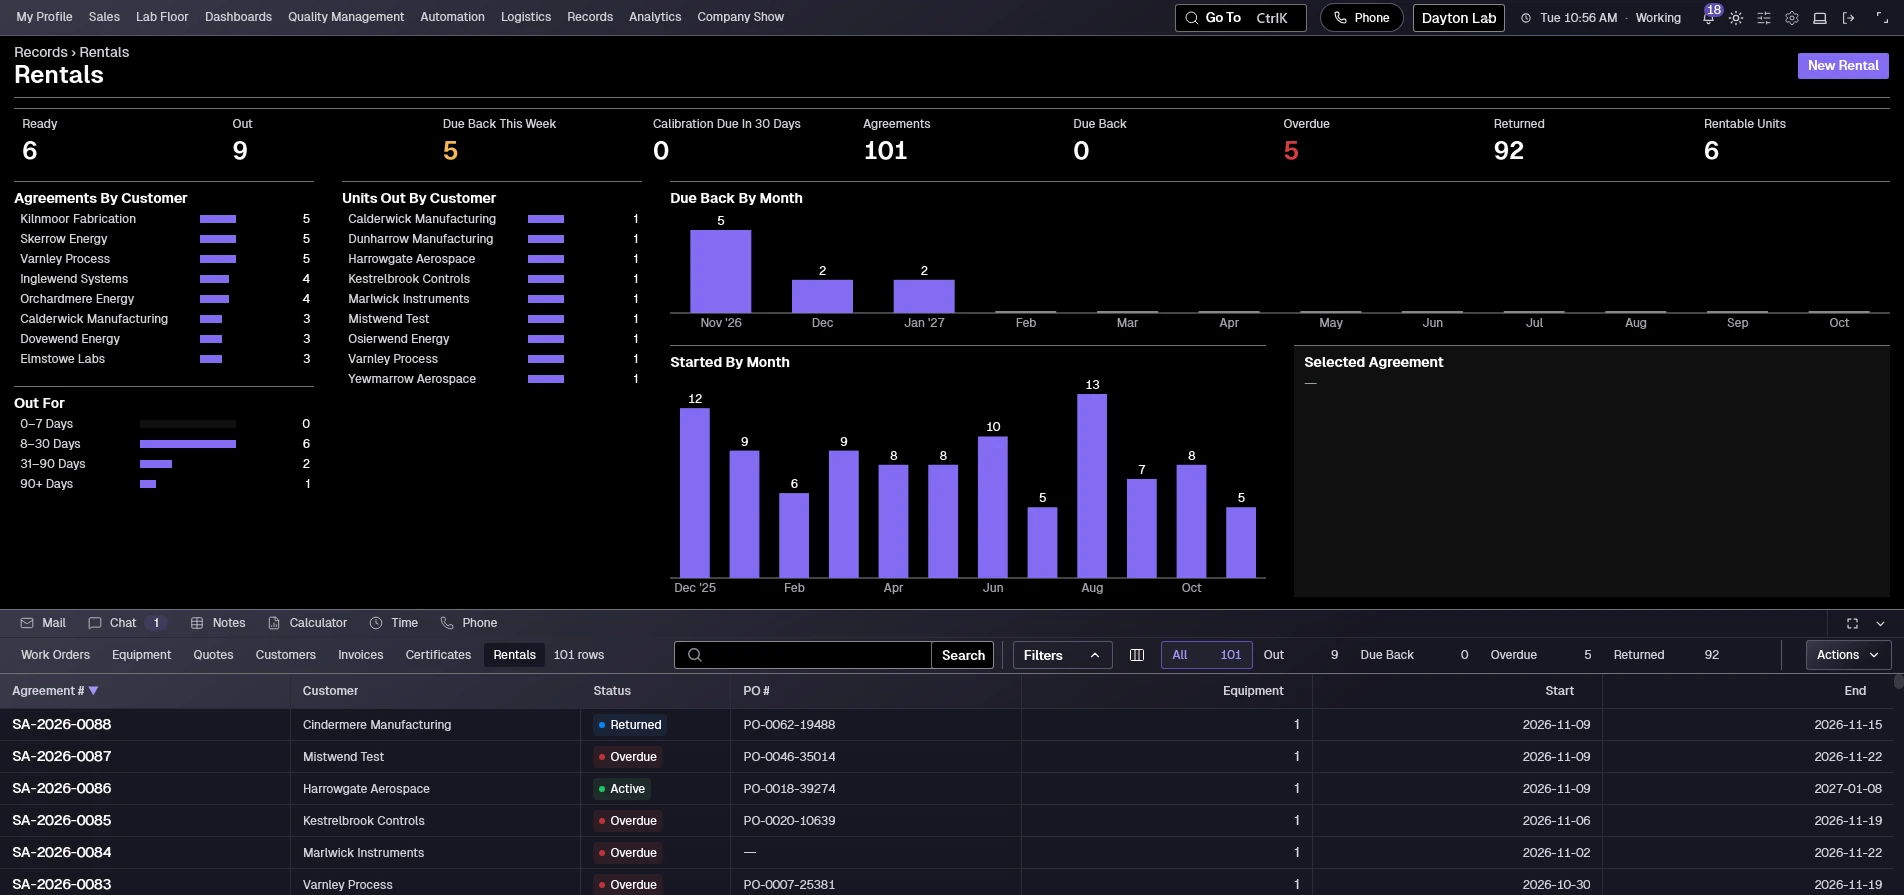 My Profile Sales Lab Floor Dashboards Quality Management Automation Logistics Records Analytics Company Show Go To CtrlK Phone Dayton Lab Tue 10:56 AM · Working 18
Records › Rentals
Rentals
New Rental
Ready Out Due Back This Week Calibration Due In 30 Days Agreements Due Back Overdue Returned Rentable Units
6 9 5 0 101 0 5 92 6
Agreements By Customer
Kilnmoor Fabrication 5
Skerrow Energy 5
Varnley Process 5
Inglewend Systems 4
Orchardmere Energy 4
Calderwick Manufacturing 3
Dovewend Energy 3
Elmstowe Labs 3
Out For
0–7 Days 0
8–30 Days 6
31–90 Days 2
90+ Days 1
Units Out By Customer
Calderwick Manufacturing 1
Dunharrow Manufacturing 1
Harrowgate Aerospace 1
Kestrelbrook Controls 1
Marlwick Instruments 1
Mistwend Test 1
Osierwend Energy 1
Varnley Process 1
Yewmarrow Aerospace 1
Due Back By Month
5 2 2
Nov '26 Dec Jan '27 Feb Mar Apr May Jun Jul Aug Sep Oct
Started By Month
12 9 6 9 8 8 10 5 13 7 8 5
Dec '25 Feb Apr Jun Aug Oct
Selected Agreement
—
Mail Chat 1 Notes Calculator Time Phone
Work Orders Equipment Quotes Customers Invoices Certificates Rentals 101 rows Search Filters All 101 Out 9 Due Back 0 Overdue 5 Returned 92 Actions
Agreement # ▼ Customer Status PO # Equipment Start End
SA-2026-0088 Cindermere Manufacturing Returned PO-0062-19488 1 2026-11-09 2026-11-15
SA-2026-0087 Mistwend Test Overdue PO-0046-35014 1 2026-11-09 2026-11-22
SA-2026-0086 Harrowgate Aerospace Active PO-0018-39274 1 2026-11-09 2027-01-08
SA-2026-0085 Kestrelbrook Controls Overdue PO-0020-10639 1 2026-11-06 2026-11-19
SA-2026-0084 Marlwick Instruments Overdue — 1 2026-11-02 2026-11-22
SA-2026-0083 Varnley Process Overdue PO-0007-25381 1 2026-10-30 2026-11-19